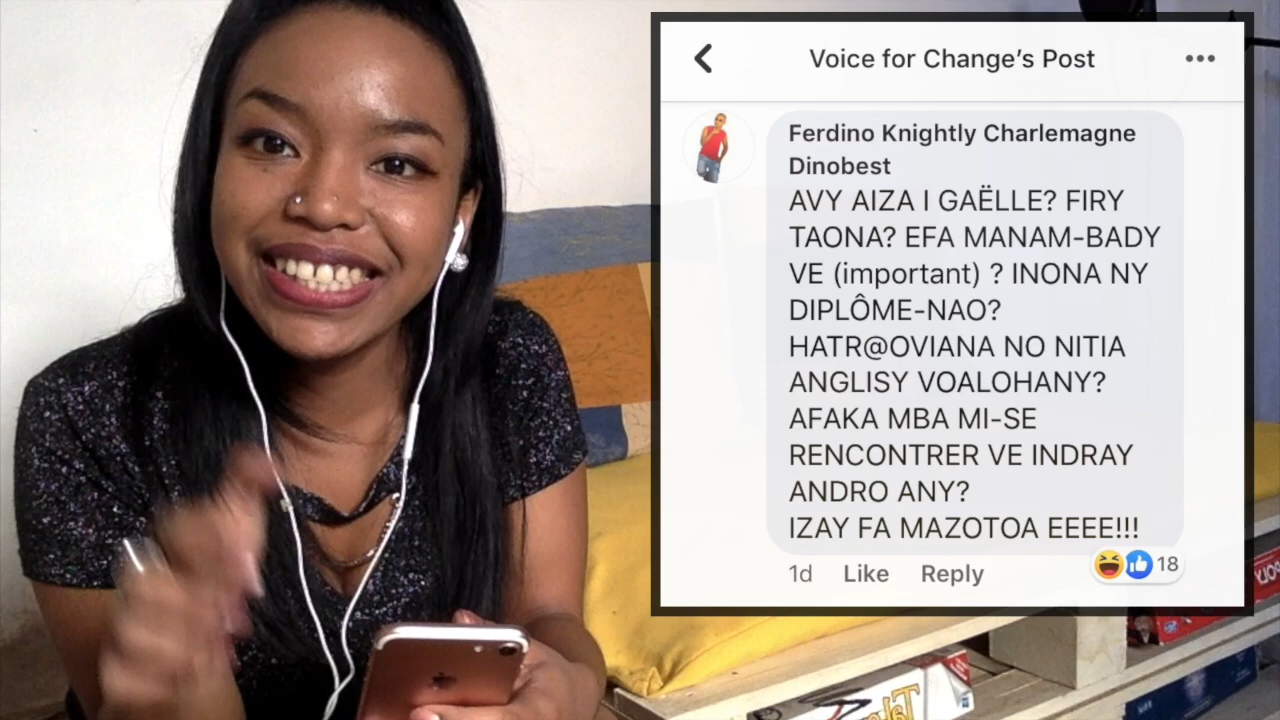 Voice for Change’s Post
Ferdino Knightly Charlemagne
Dinobest
AVY AIZA I GAËLLE? FIRY
TAONA? EFA MANAM-BADY
VE (important) ? INONA NY
DIPLÔME-NAO?
HATR@OVIANA NO NITIA
ANGLISY VOALOHANY?
AFAKA MBA MI-SE
RENCONTRER VE INDRAY
ANDRO ANY?
IZAY FA MAZOTOA EEEE!!!
18
1d Like Reply